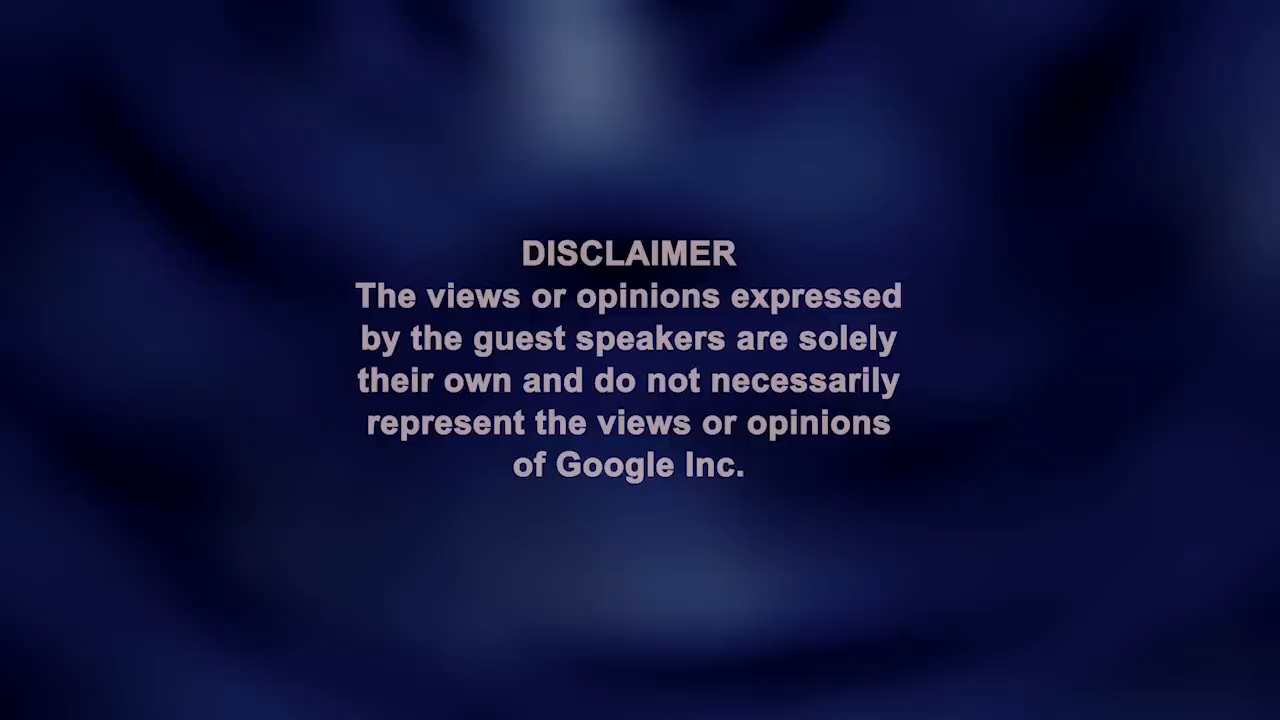 DISCLAIMER
The views or opinions expressed
by the guest speakers are solely
their own and do not necessarily
represent the views or opinions
of Google Inc.